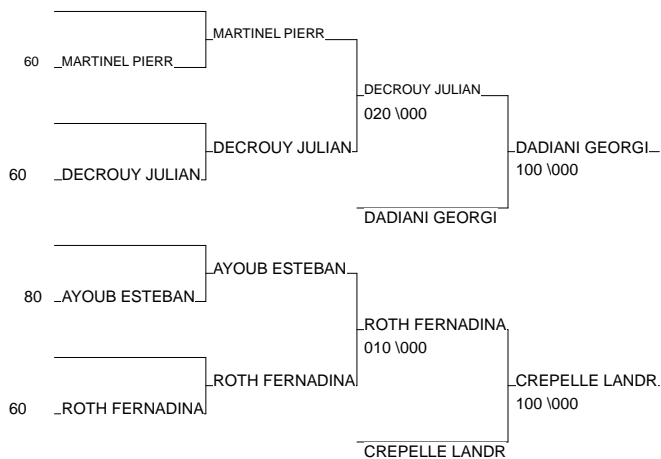 MARTINEL PIERR
60 MARTINEL PIERR
DECROUY JULIAN
020 \000
DECROUY JULIAN
DADIANI GEORGI
100 \000
60 DECROUY JULIAN
DADIANI GEORGI
AYOUB ESTEBAN
80 AYOUB ESTEBAN
ROTH FERNADINA
010 \000
ROTH FERNADINA
CREPELLE LANDR
100 \000
60 ROTH FERNADINA
CREPELLE LANDR